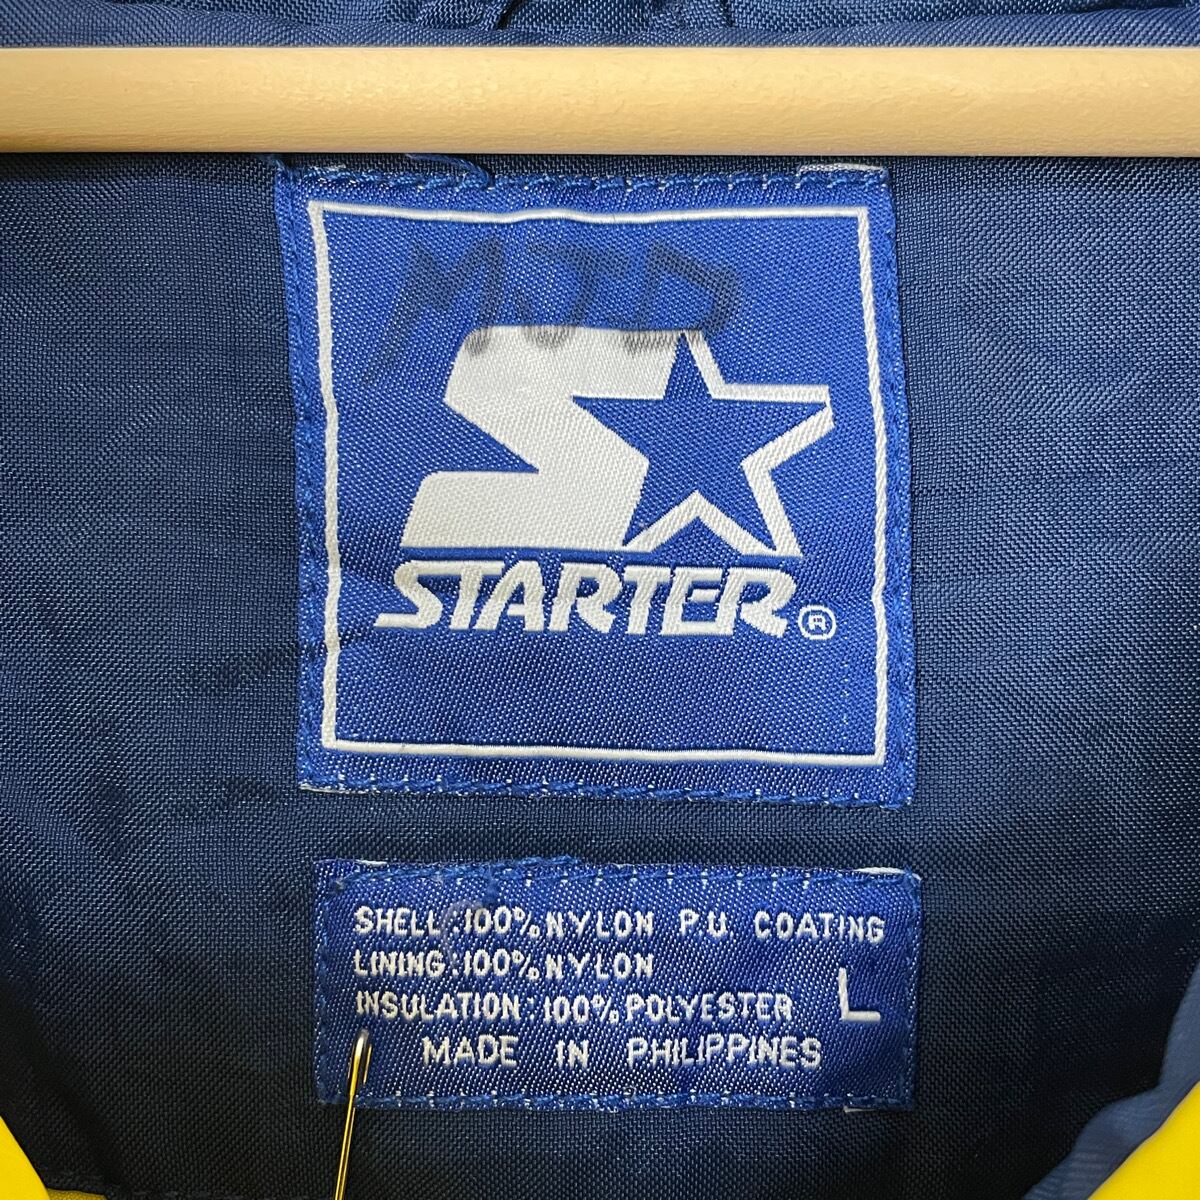 M.J.D
STARTER®
SHELL:100%NYLON P.U. COATING
LINING:100%NYLON
INSULATION:100%POLYESTER L
MADE IN PHILIPPINES